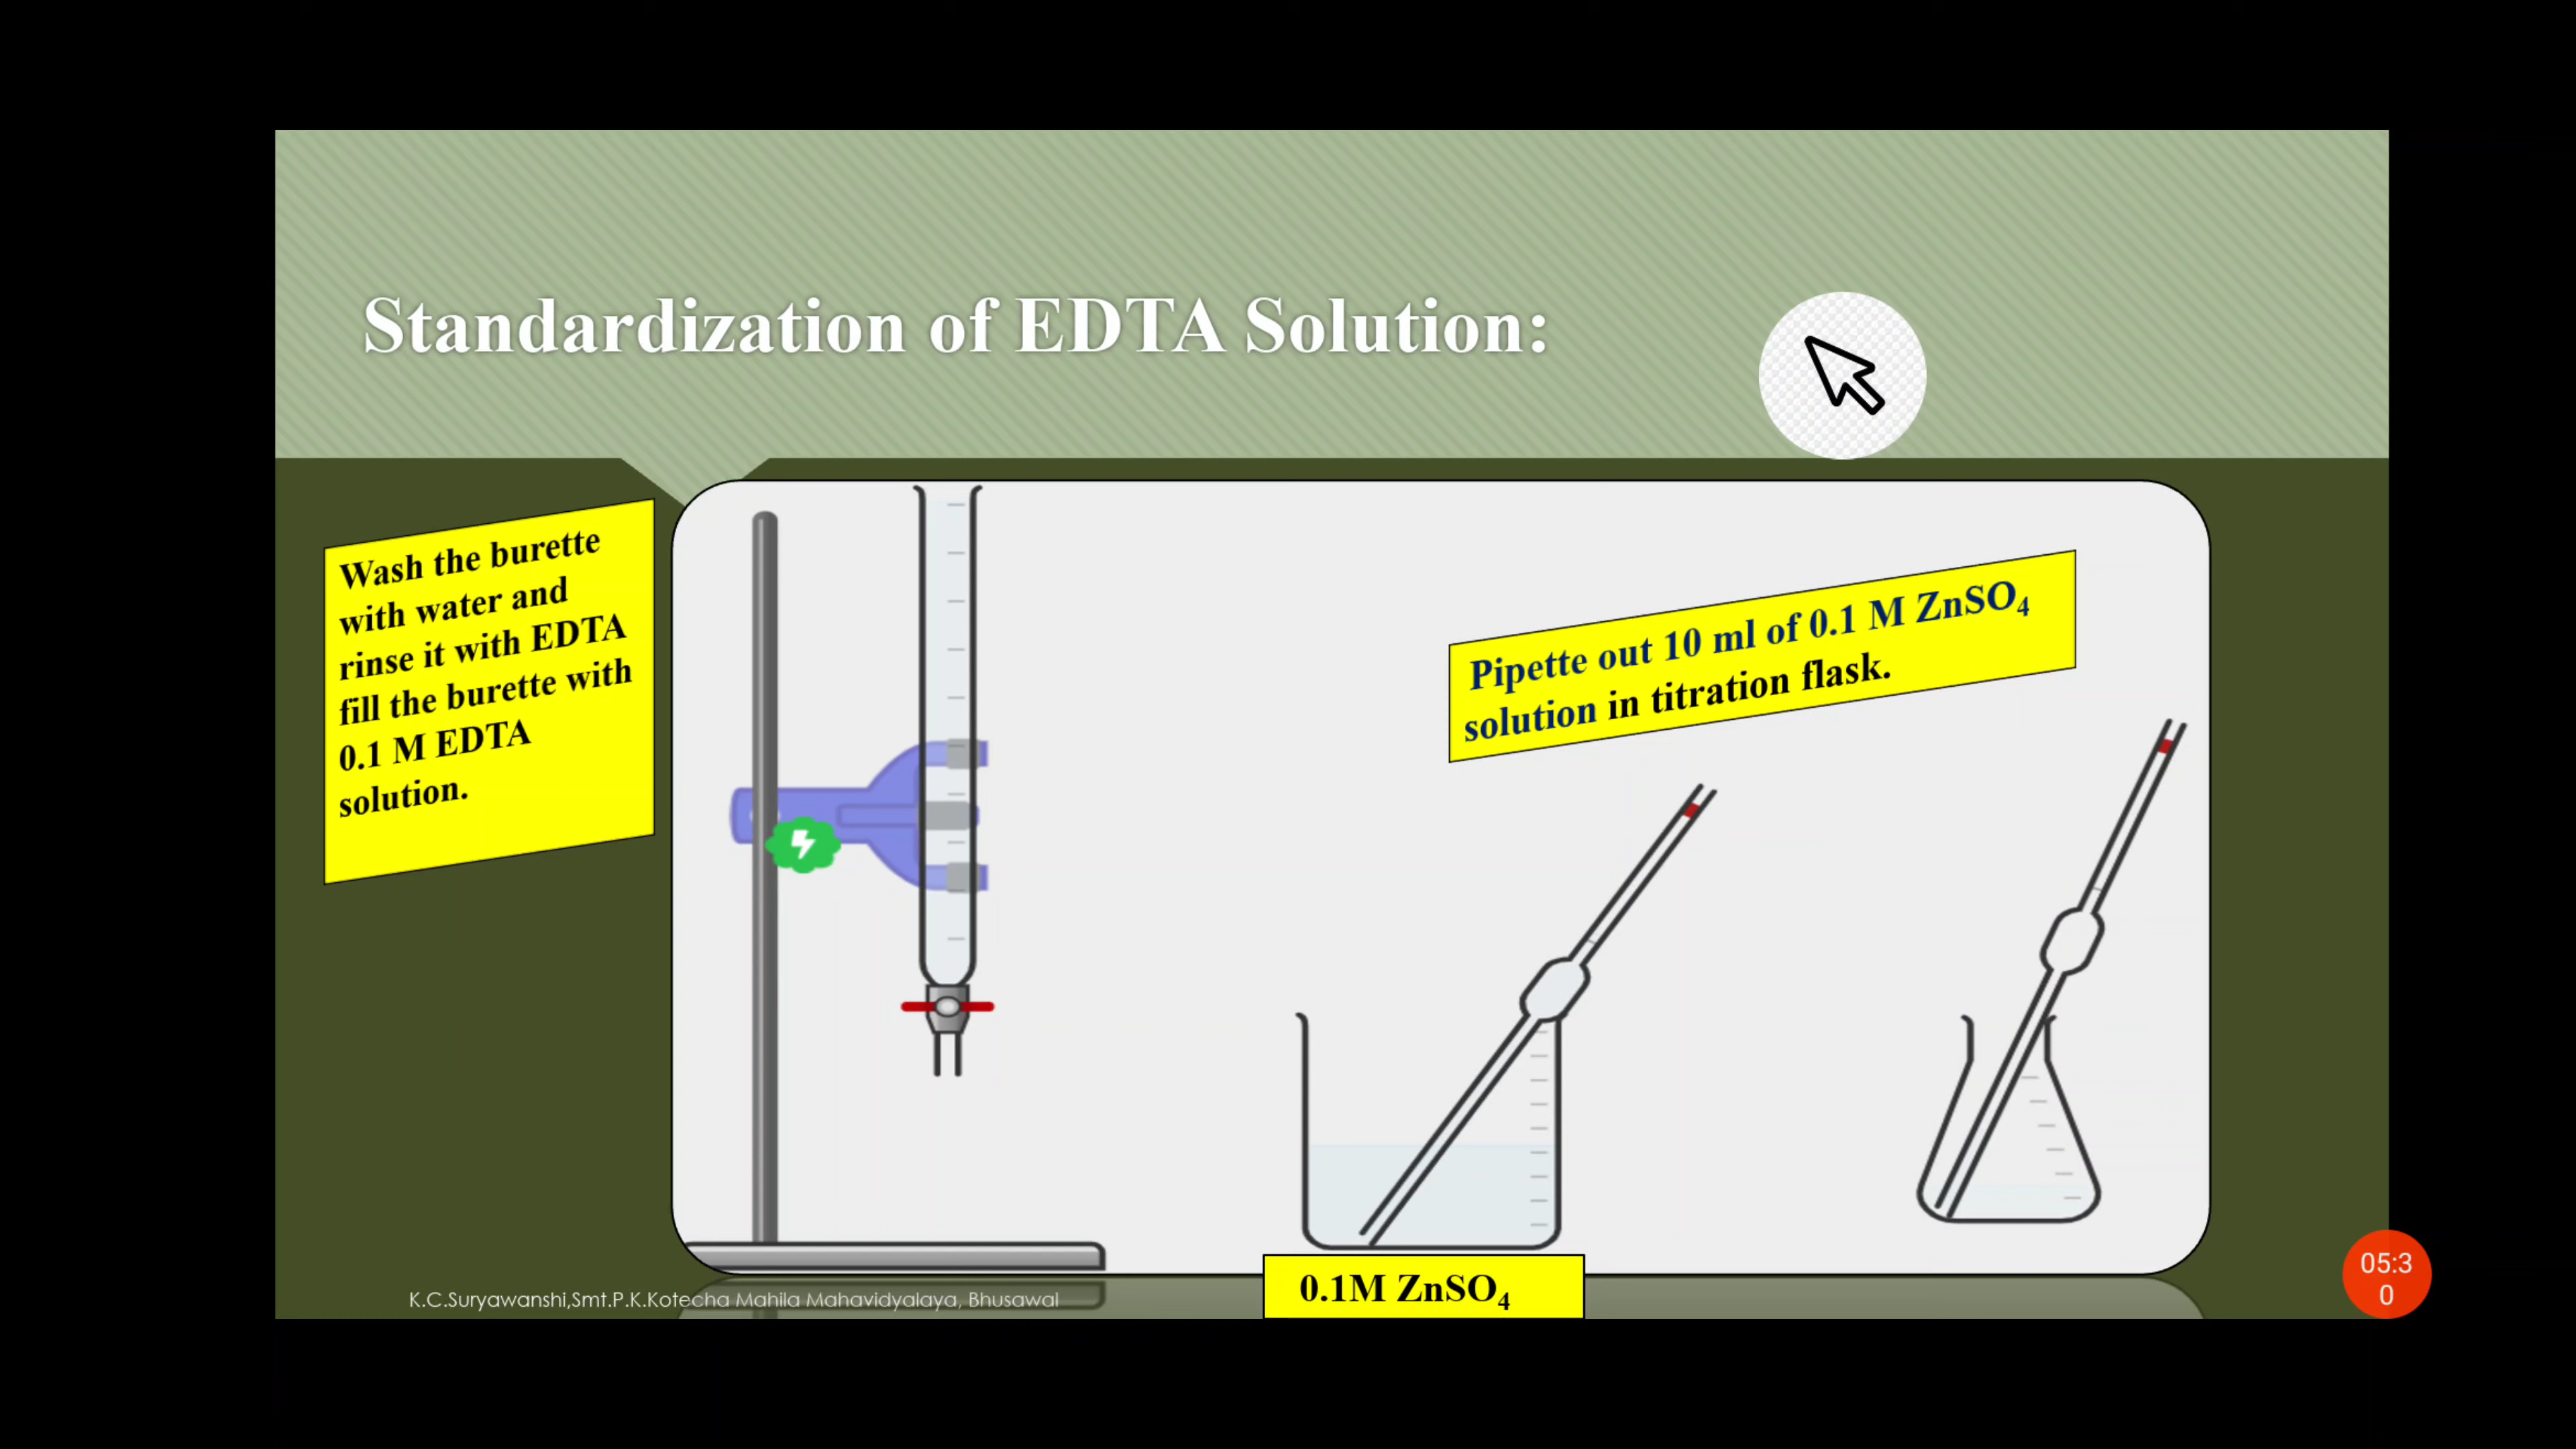 Standardization of EDTA Solution:
Wash the burette
with water and
rinse it with EDTA
fill the burette with
0.1 M EDTA
solution.
Pipette out 10 ml of 0.1 M ZnSO₄
solution in titration flask.
0.1M ZnSO₄
K.C.Suryawanshi,Smt.P.K.Kotecha Mahila Mahavidyalaya, Bhusawal
05:3
0